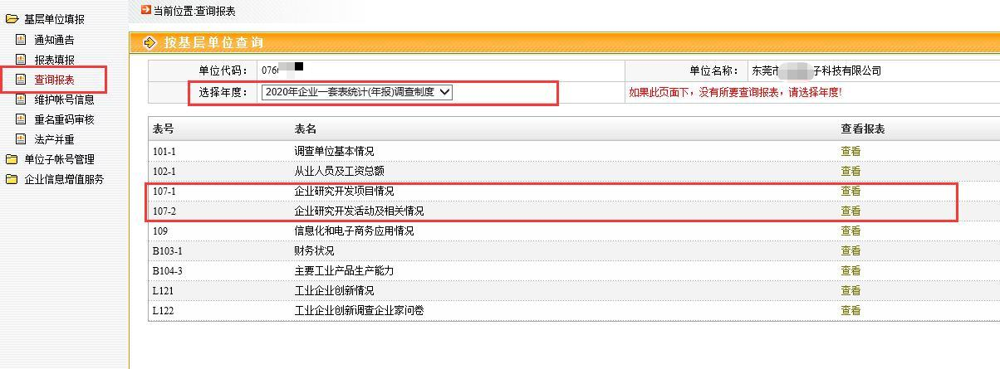 当前位置:查询报表
基层单位填报
通知通告
报表填报
查询报表
维护帐号信息
重名重码审核
法产并重
单位子帐号管理
企业信息增值服务
按基层单位查询
单位代码： 076 单位名称： 东莞市 子科技有限公司
选择年度： 2020年企业一套表统计(年报)调查制度 如果此页面下，没有所要查询报表，请选择年度!
表号 表名 查看报表
101-1 调查单位基本情况 查看
102-1 从业人员及工资总额 查看
107-1 企业研究开发项目情况 查看
107-2 企业研究开发活动及相关情况 查看
109 信息化和电子商务应用情况 查看
B103-1 财务状况 查看
B104-3 主要工业产品生产能力 查看
L121 工业企业创新情况 查看
L122 工业企业创新调查企业家问卷 查看